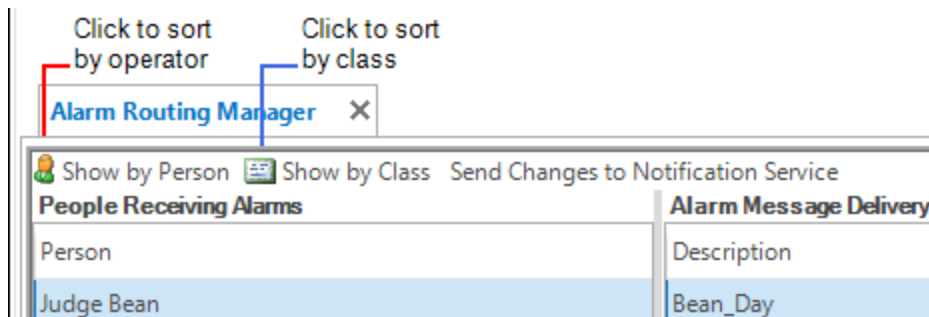 Click to sort
by operator
Click to sort
by class
Alarm Routing Manager
Show by Person Show by Class Send Changes to Notification Service
People Receiving Alarms
Alarm Message Delivery
Person
Description
Judge Bean
Bean_Day